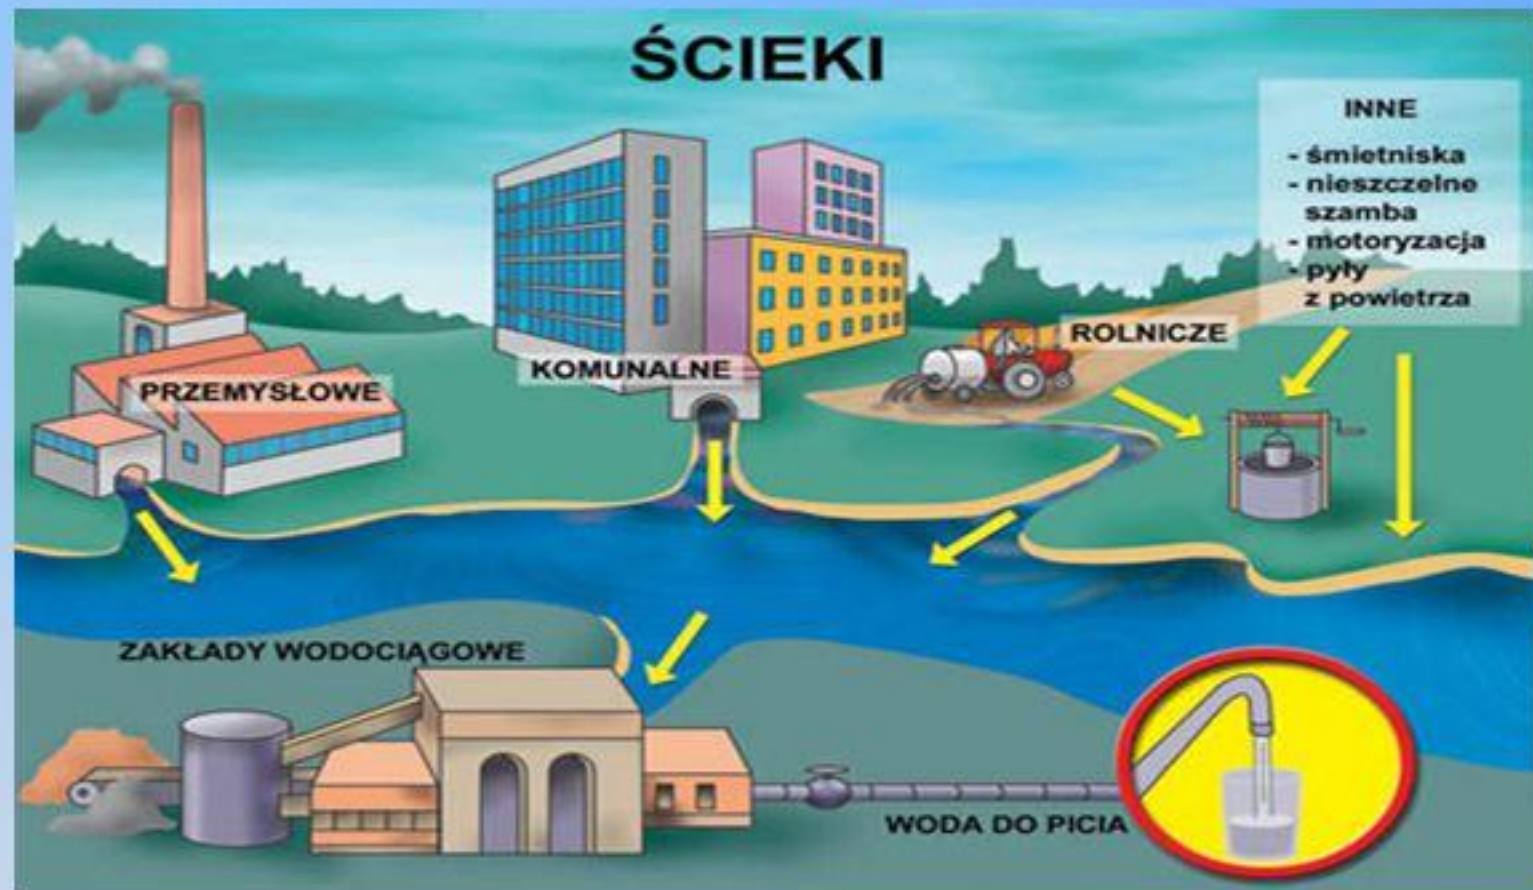 ŚCIEKI
INNE
- śmietniska
- nieszczelne
szamba
- motoryzacja
- pyły
z powietrza
ROLNICZE
KOMUNALNE
PRZEMYSŁOWE
ZAKŁADY WODOCIĄGOWE
WODA DO PICIA